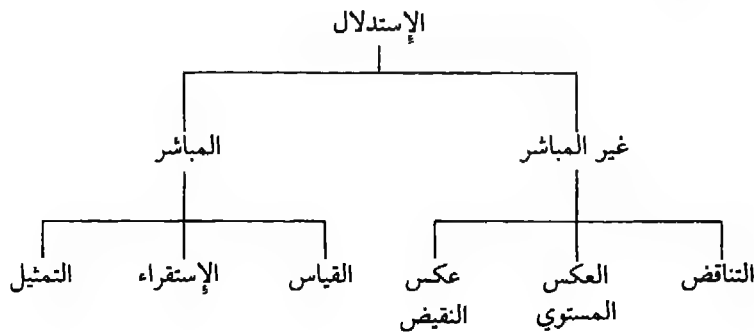 الإستدلال
غير المباشر
المباشر
التناقض
العكس
المستوي
عكس
النقيض
القياس
الإستقراء
التمثيل